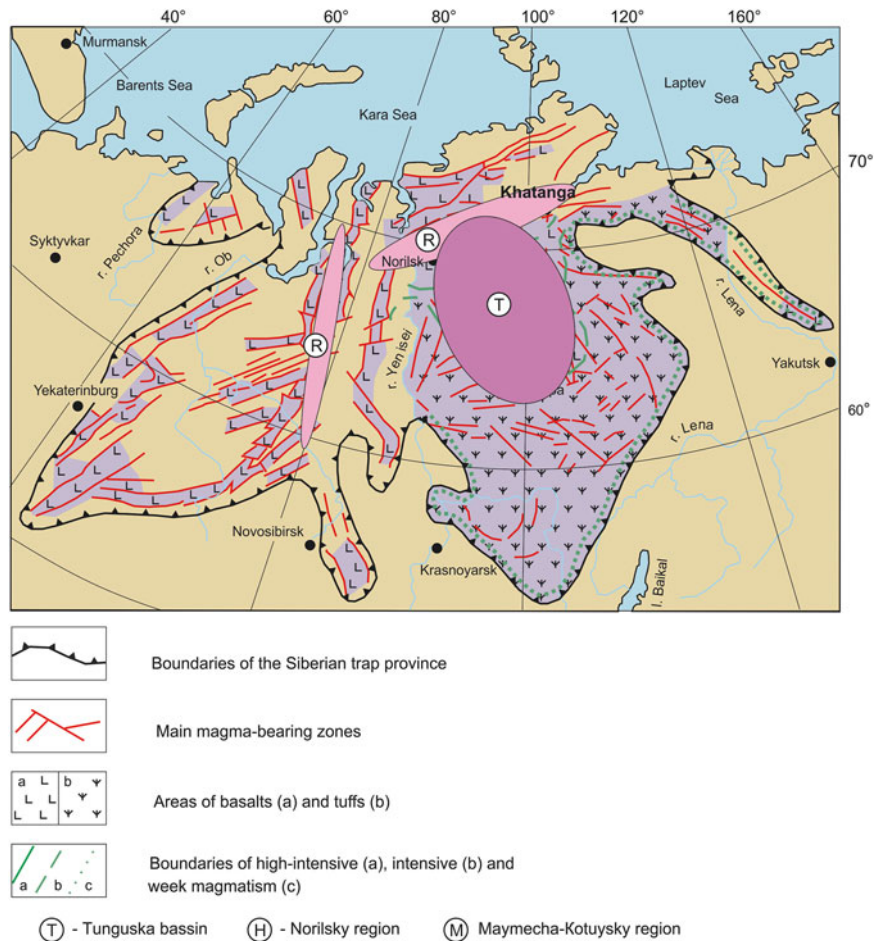 40° 60° 80° 100° 120° 160°
Murmansk
Barents Sea
Kara Sea
Laptev
Sea
70°
Khatanga
R
Norilsk
Syktyvkar
r. Pechora
r. Ob
T
r. Lena
R
r. Yen isei
Yakutsk
Yekaterinburg
60°
r. Lena
Novosibirsk
Krasnoyarsk
l. Baikal
Boundaries of the Siberian trap province
Main magma-bearing zones
a b
Areas of basalts (a) and tuffs (b)
Boundaries of high-intensive (a), intensive (b) and
week magmatism (c)
a b c
T - Tunguska bassin H - Norilsky region M Maymecha-Kotuysky region